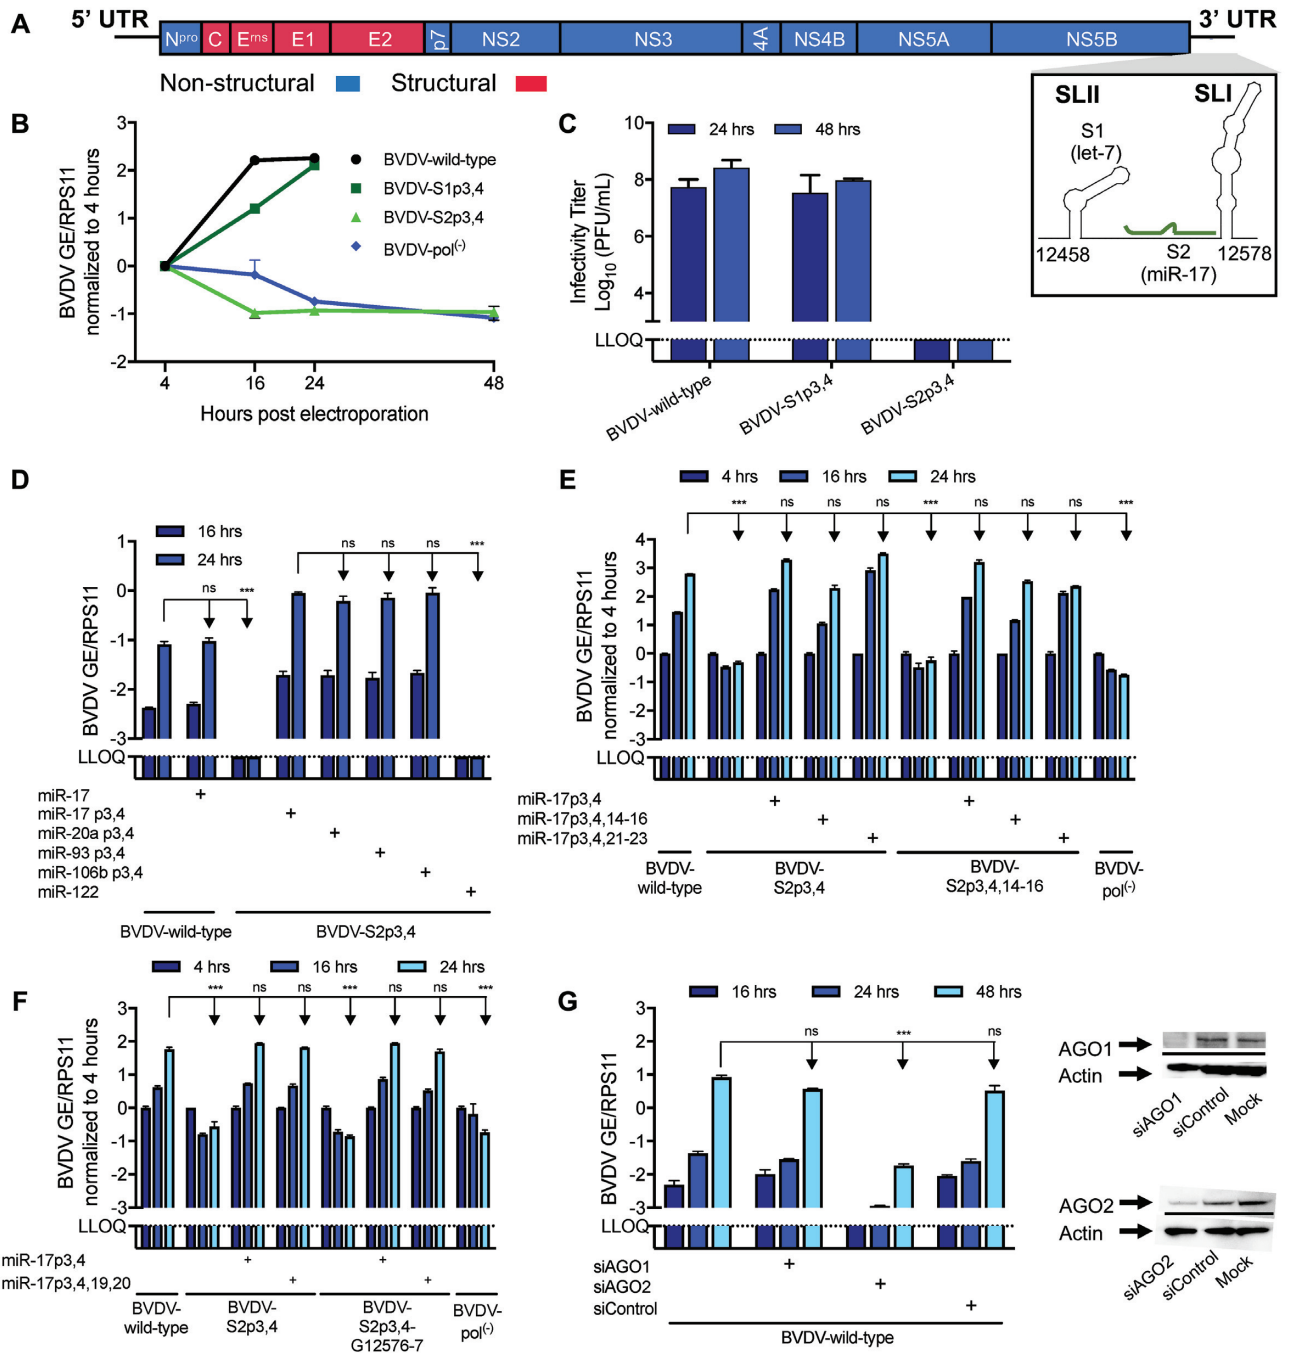 A
5' UTR
3' UTR
Npro C Erns E1 E2 p7 NS2 NS3 4A NS4B NS5A NS5B
Non-structural Structural
SLII SLI
S1
(let-7)
12458 S2 12578
(miR-17)
B
BVDV GE/RPS11
normalized to 4 hours
3
2
1
0
-1
-2
4 16 24 48
Hours post electroporation
BVDV-wild-type
BVDV-S1p3,4
BVDV-S2p3,4
BVDV-pol(-)
C
24 hrs 48 hrs
Infectivity Titer
Log10 (PFU/mL)
10
8
6
4
LLOQ
BVDV-wild-type BVDV-S1p3,4 BVDV-S2p3,4
D
16 hrs
24 hrs
BVDV GE/RPS11
1
0
-1
-2
-3
LLOQ
ns *** ns ns ns ***
miR-17 +
miR-17 p3,4 +
miR-20a p3,4 +
miR-93 p3,4 +
miR-106b p3,4 +
miR-122 +
BVDV-wild-type BVDV-S2p3,4
E
4 hrs 16 hrs 24 hrs
*** ns ns ns *** ns ns ns ***
BVDV GE/RPS11
normalized to 4 hours
4
3
2
1
0
-1
-2
-3
LLOQ
miR-17p3,4 + +
miR-17p3,4,14-16 + +
miR-17p3,4,21-23 + +
BVDV-
wild-type
BVDV-
S2p3,4
BVDV-
S2p3,4,14-16
BVDV-
pol(-)
F
4 hrs 16 hrs 24 hrs
*** ns ns *** ns ns ***
BVDV GE/RPS11
normalized to 4 hours
3
2
1
0
-1
-2
-3
LLOQ
miR-17p3,4 + +
miR-17p3,4,19,20 + +
BVDV-
wild-type
BVDV-
S2p3,4
BVDV-
S2p3,4-
G12576-7
BVDV-
pol(-)
G
16 hrs 24 hrs 48 hrs
ns *** ns
BVDV GE/RPS11
3
2
1
0
-1
-2
-3
LLOQ
siAGO1 +
siAGO2 +
siControl +
BVDV-wild-type
AGO1
Actin
siAGO1 siControl Mock
AGO2
Actin
siAGO2 siControl Mock